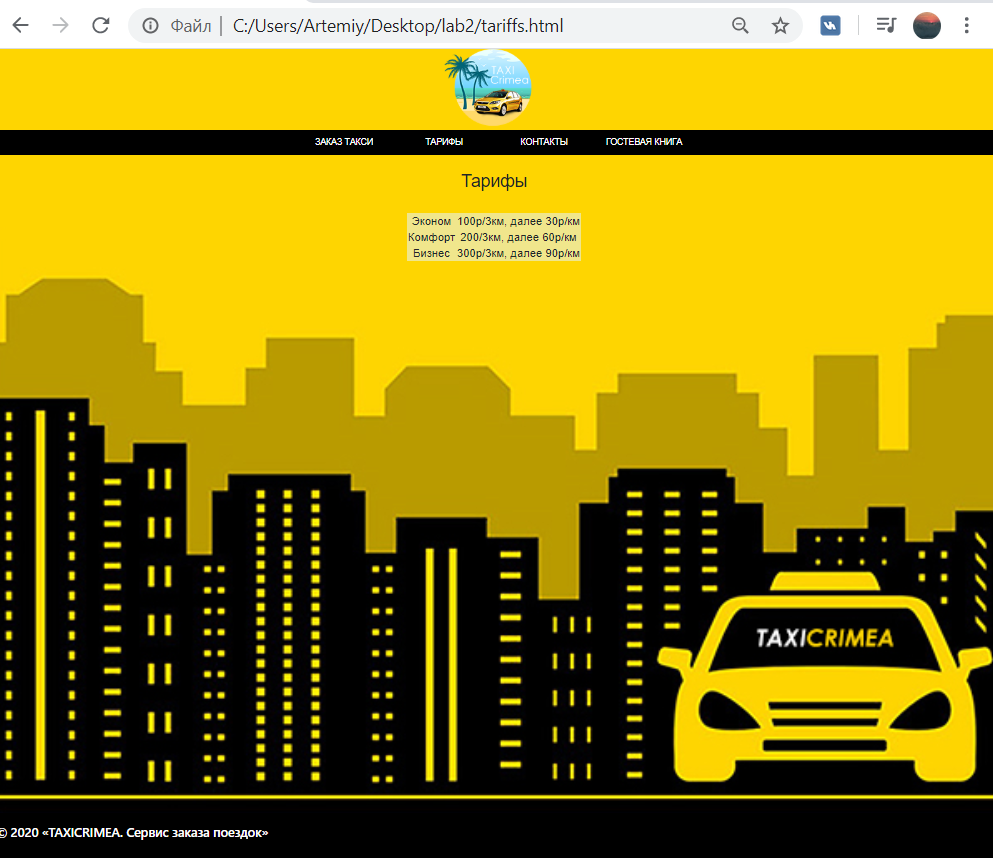 Файл | C:/Users/Artemiy/Desktop/lab2/tariffs.html
TAXI
Crimea
ЗАКАЗ ТАКСИ ТАРИФЫ КОНТАКТЫ ГОСТЕВАЯ КНИГА
Тарифы
Эконом 100р/3км, далее 30р/км
Комфорт 200/3км, далее 60р/км
Бизнес 300р/3км, далее 90р/км
TAXICRIMEA
© 2020 «TAXICRIMEA. Сервис заказа поездок»